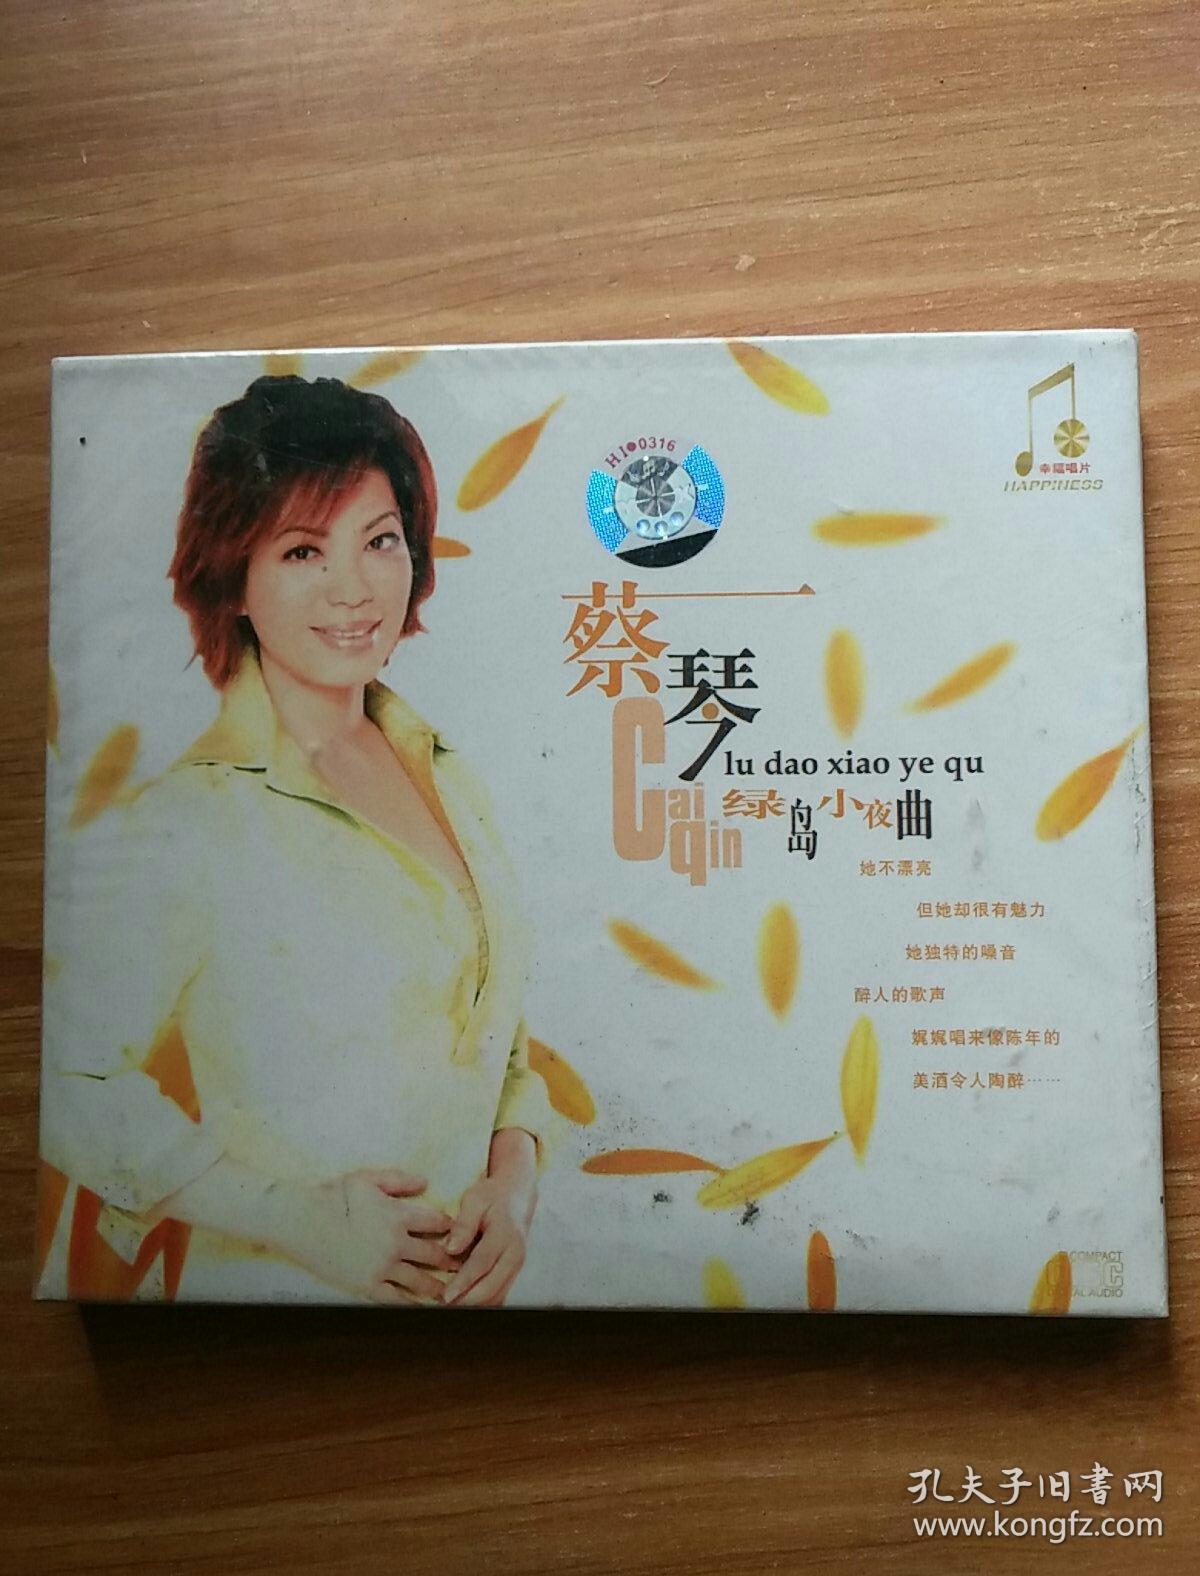 HI●0316
幸福唱片
HAPPINESS
蔡琴
Cai qin
lu dao xiao ye qu
绿岛小夜曲
她不漂亮
但她却很有魅力
她独特的嗓音
醉人的歌声
娓娓唱来像陈年的
美酒令人陶醉……
COMPACT
DISC
DIGITAL AUDIO
孔夫子旧书网
www.kongfz.com